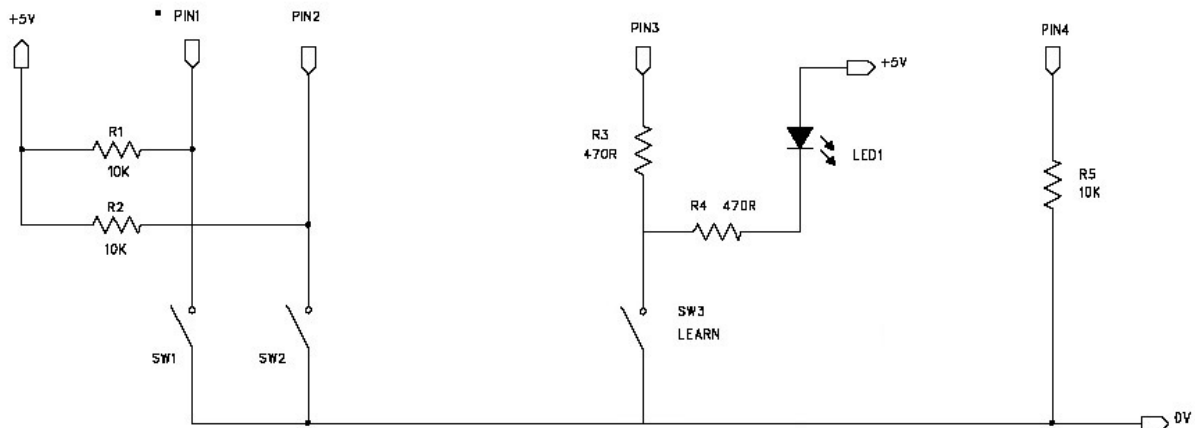 +5V
PIN1
PIN2
PIN3
PIN4
+5V
R1
10K
R2
10K
R3
470R
R4 470R
LED1
R5
10K
SW1
SW2
SW3
LEARN
0V